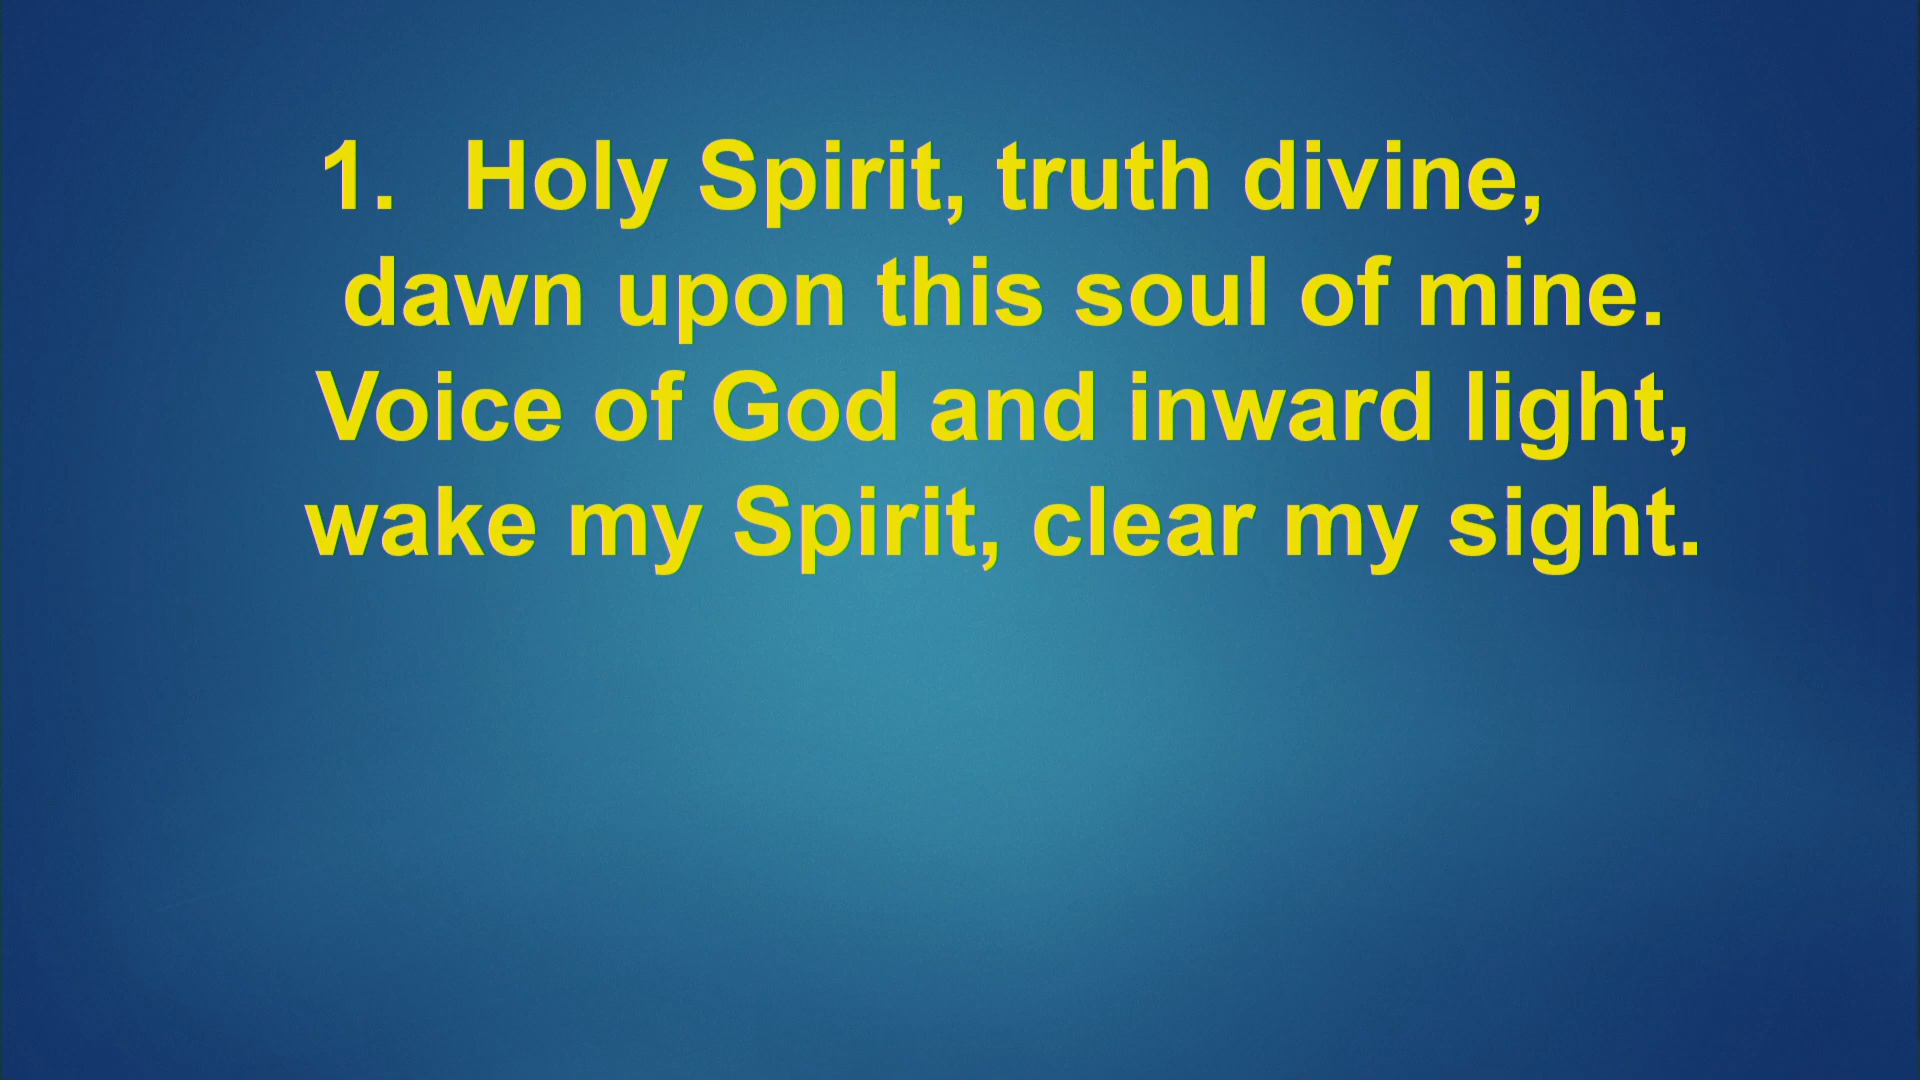 1. Holy Spirit, truth divine,
dawn upon this soul of mine.
Voice of God and inward light,
wake my Spirit, clear my sight.